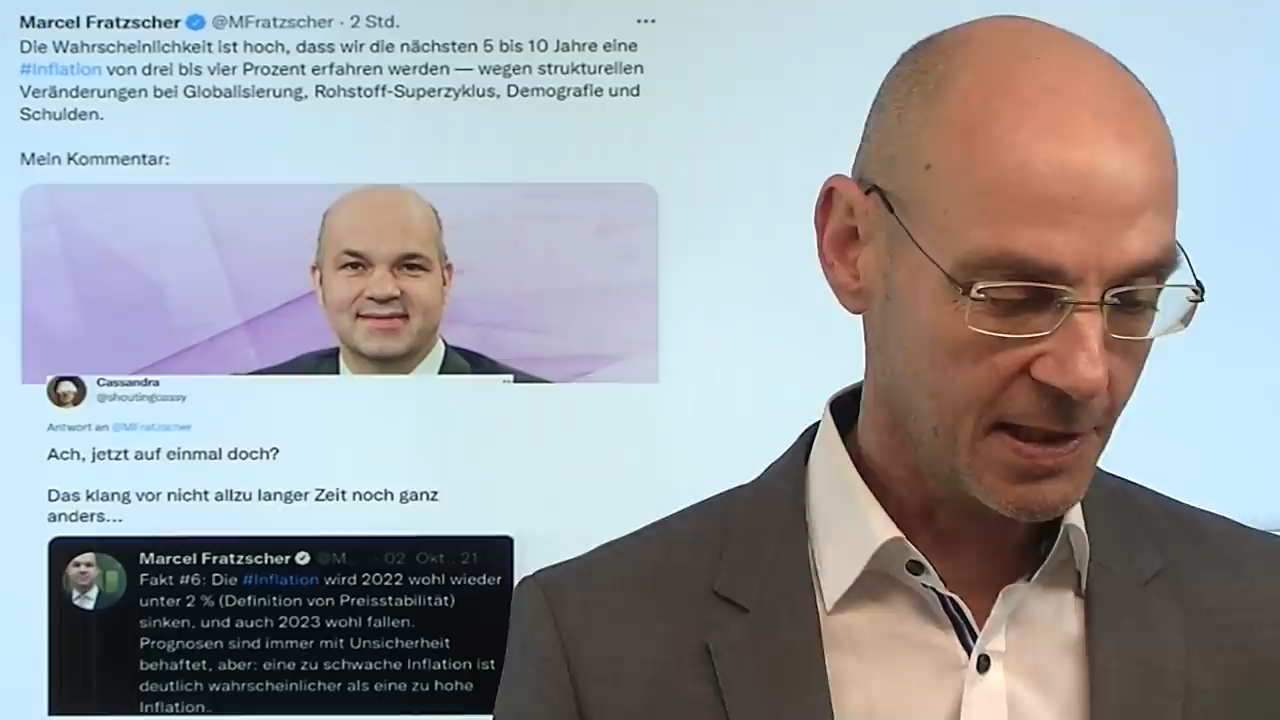 Marcel Fratzscher @MFratzscher · 2 Std.
Die Wahrscheinlichkeit ist hoch, dass wir die nächsten 5 bis 10 Jahre eine
#Inflation von drei bis vier Prozent erfahren werden — wegen strukturellen
Veränderungen bei Globalisierung, Rohstoff-Superzyklus, Demografie und
Schulden.
Mein Kommentar:
Cassandra
@shoutingcassy
Antwort an @MFratzscher
Ach, jetzt auf einmal doch?
Das klang vor nicht allzu langer Zeit noch ganz
anders...
Marcel Fratzscher @M... · 02. Okt. 21
Fakt #6: Die #Inflation wird 2022 wohl wieder
unter 2 % (Definition von Preisstabilität)
sinken, und auch 2023 wohl fallen.
Prognosen sind immer mit Unsicherheit
behaftet, aber: eine zu schwache Inflation ist
deutlich wahrscheinlicher als eine zu hohe
Inflation.